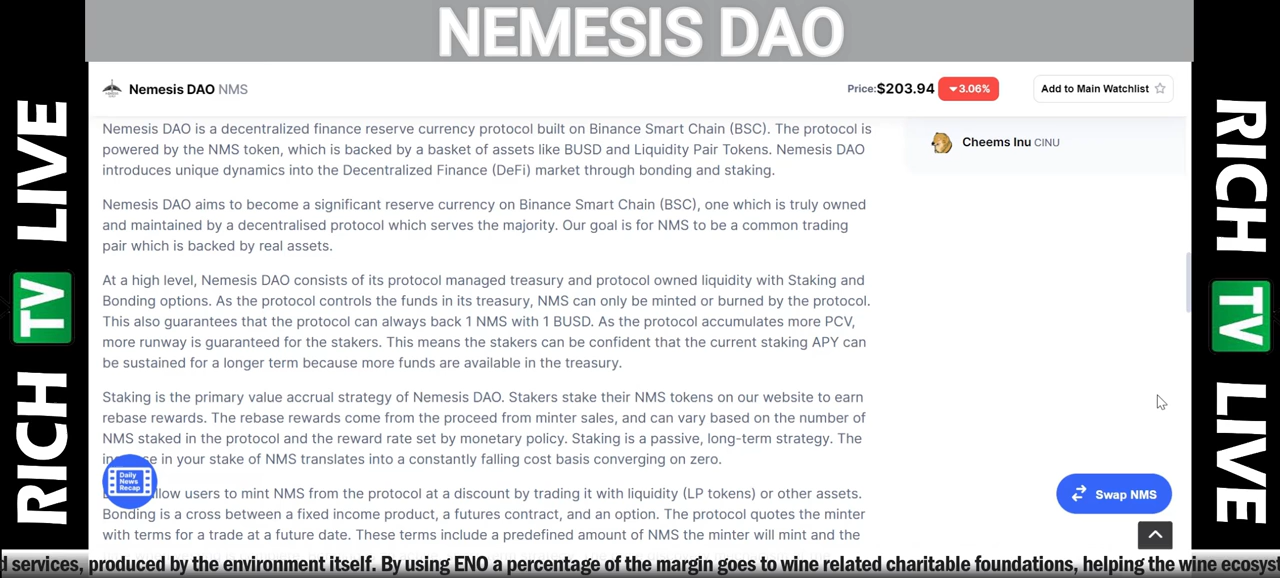 NEMESIS DAO
RICH TV LIVE
Nemesis DAO NMS
Price:$203.94 3.06%
Add to Main Watchlist
Nemesis DAO is a decentralized finance reserve currency protocol built on Binance Smart Chain (BSC). The protocol is
powered by the NMS token, which is backed by a basket of assets like BUSD and Liquidity Pair Tokens. Nemesis DAO
introduces unique dynamics into the Decentralized Finance (DeFi) market through bonding and staking.
Nemesis DAO aims to become a significant reserve currency on Binance Smart Chain (BSC), one which is truly owned
and maintained by a decentralised protocol which serves the majority. Our goal is for NMS to be a common trading
pair which is backed by real assets.
At a high level, Nemesis DAO consists of its protocol managed treasury and protocol owned liquidity with Staking and
Bonding options. As the protocol controls the funds in its treasury, NMS can only be minted or burned by the protocol.
This also guarantees that the protocol can always back 1 NMS with 1 BUSD. As the protocol accumulates more PCV,
more runway is guaranteed for the stakers. This means the stakers can be confident that the current staking APY can
be sustained for a longer term because more funds are available in the treasury.
Staking is the primary value accrual strategy of Nemesis DAO. Stakers stake their NMS tokens on our website to earn
rebase rewards. The rebase rewards come from the proceed from minter sales, and can vary based on the number of
NMS staked in the protocol and the reward rate set by monetary policy. Staking is a passive, long-term strategy. The
in your stake of NMS translates into a constantly falling cost basis converging on zero.
users to mint NMS from the protocol at a discount by trading it with liquidity (LP tokens) or other assets.
Bonding is a cross between a fixed income product, a futures contract, and an option. The protocol quotes the minter
with terms for a trade at a future date. These terms include a predefined amount of NMS the minter will mint and the
Cheems Inu CINU
Daily
News
Recap
Swap NMS
RICH TV LIVE
d services, produced by the environment itself. By using ENO a percentage of the margin goes to wine related charitable foundations, helping the wine ecosys